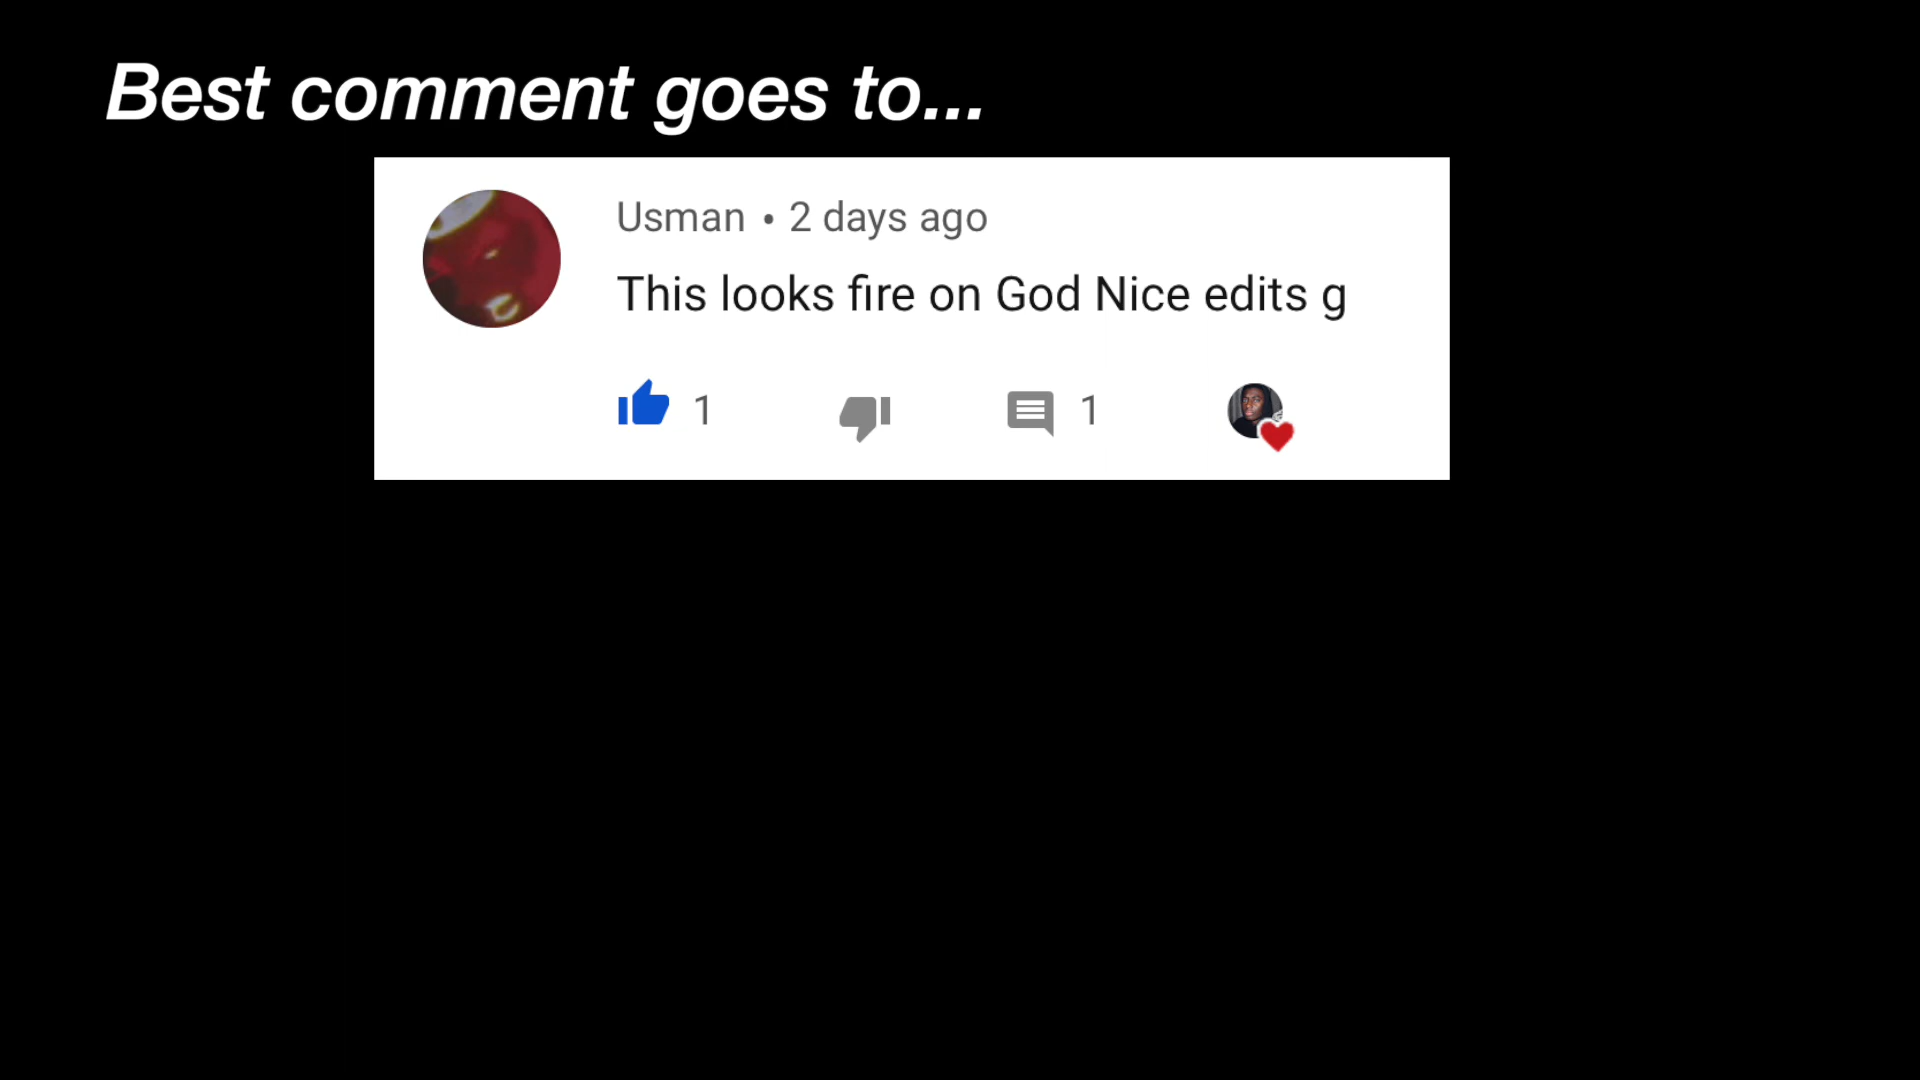 Best comment goes to...
Usman • 2 days ago
This looks fire on God Nice edits g
1 1